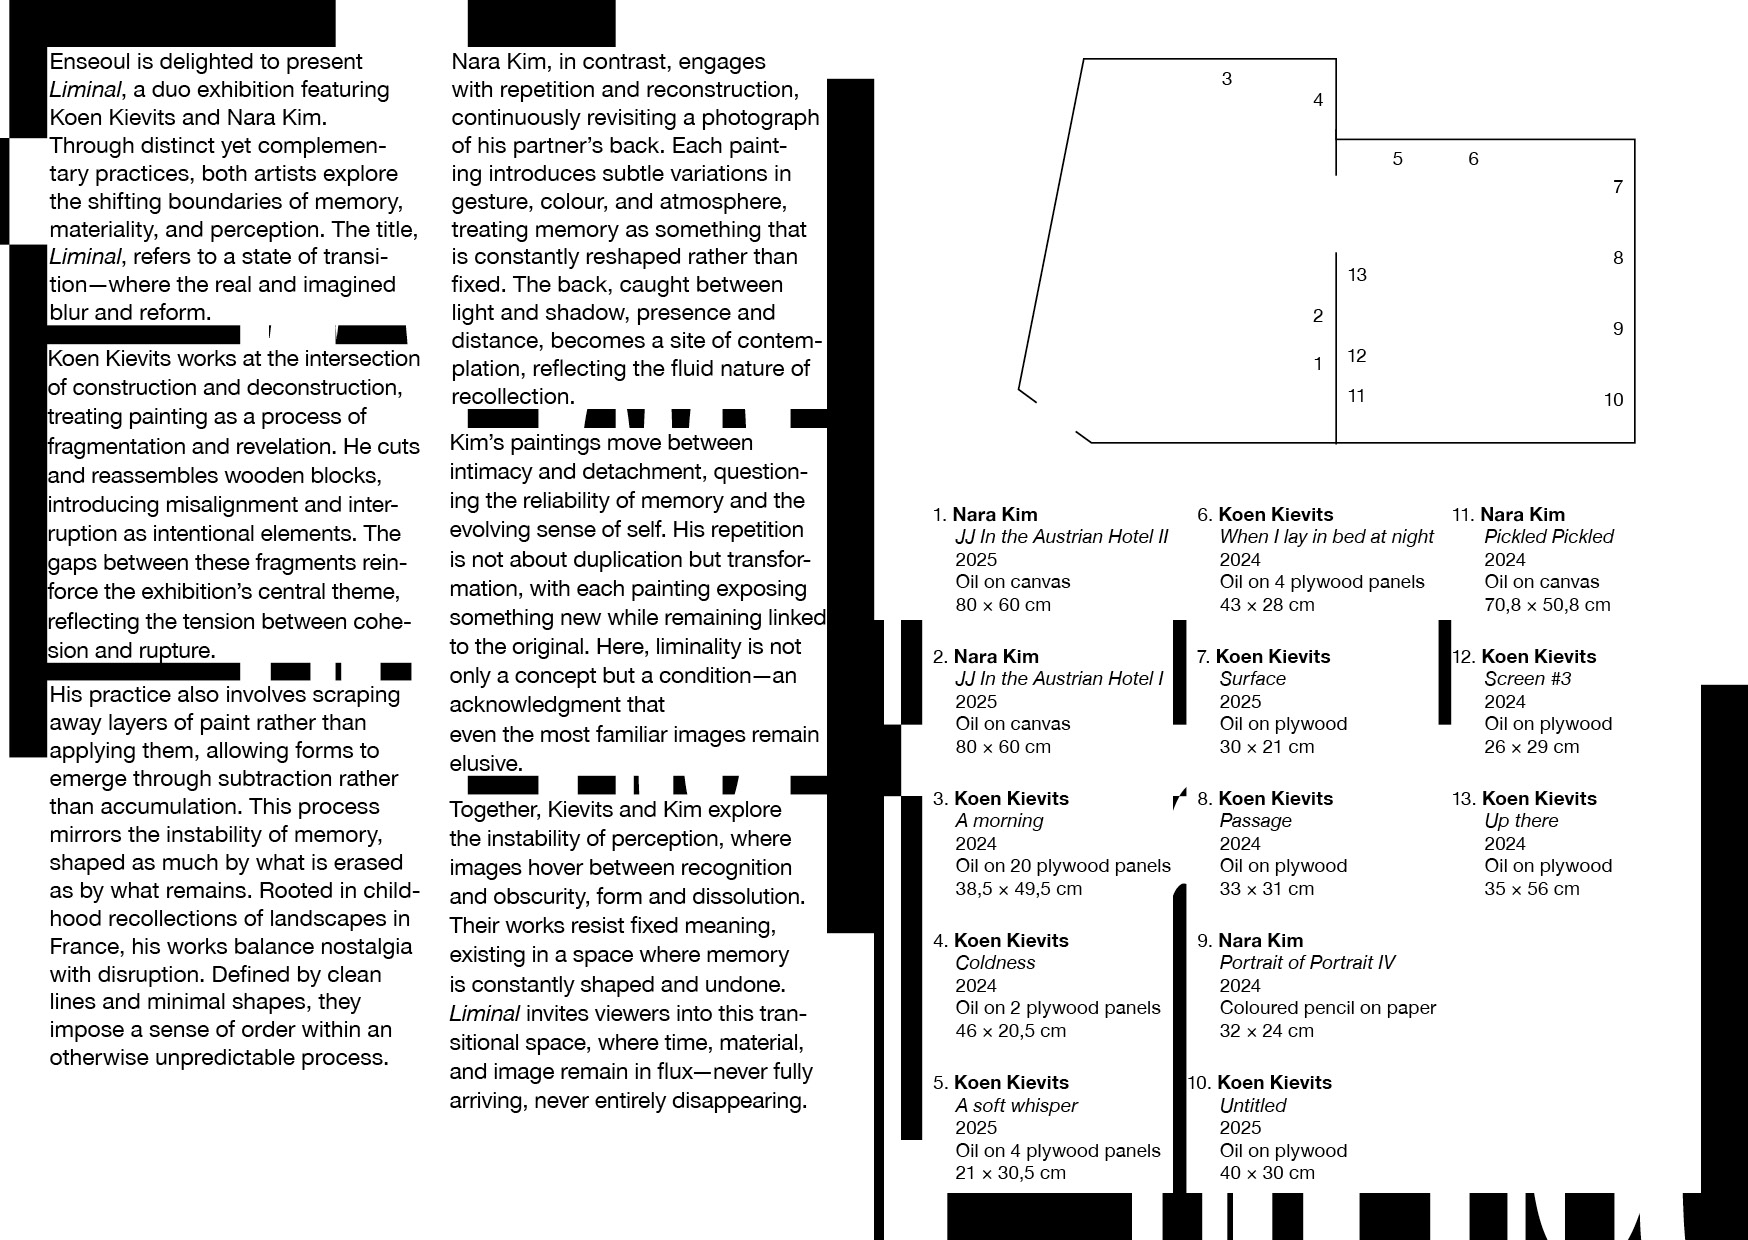 Enseoul is delighted to present
Liminal, a duo exhibition featuring
Koen Kievits and Nara Kim.
Through distinct yet complemen-
tary practices, both artists explore
the shifting boundaries of memory,
materiality, and perception. The title,
Liminal, refers to a state of transi-
tion—where the real and imagined
blur and reform.
Koen Kievits works at the intersection
of construction and deconstruction,
treating painting as a process of
fragmentation and revelation. He cuts
and reassembles wooden blocks,
introducing misalignment and inter-
ruption as intentional elements. The
gaps between these fragments rein-
force the exhibition’s central theme,
reflecting the tension between cohe-
sion and rupture.
His practice also involves scraping
away layers of paint rather than
applying them, allowing forms to
emerge through subtraction rather
than accumulation. This process
mirrors the instability of memory,
shaped as much by what is erased
as by what remains. Rooted in child-
hood recollections of landscapes in
France, his works balance nostalgia
with disruption. Defined by clean
lines and minimal shapes, they
impose a sense of order within an
otherwise unpredictable process.
Nara Kim, in contrast, engages
with repetition and reconstruction,
continuously revisiting a photograph
of his partner’s back. Each paint-
ing introduces subtle variations in
gesture, colour, and atmosphere,
treating memory as something that
is constantly reshaped rather than
fixed. The back, caught between
light and shadow, presence and
distance, becomes a site of contem-
plation, reflecting the fluid nature of
recollection.
Kim’s paintings move between
intimacy and detachment, question-
ing the reliability of memory and the
evolving sense of self. His repetition
is not about duplication but transfor-
mation, with each painting exposing
something new while remaining linked
to the original. Here, liminality is not
only a concept but a condition—an
acknowledgment that
even the most familiar images remain
elusive.
Together, Kievits and Kim explore
the instability of perception, where
images hover between recognition
and obscurity, form and dissolution.
Their works resist fixed meaning,
existing in a space where memory
is constantly shaped and undone.
Liminal invites viewers into this tran-
sitional space, where time, material,
and image remain in flux—never fully
arriving, never entirely disappearing.
3
4
5
6
7
8
9
10
13
2
12
1
11
1. Nara Kim
JJ In the Austrian Hotel II
2025
Oil on canvas
80 × 60 cm
2. Nara Kim
JJ In the Austrian Hotel I
2025
Oil on canvas
80 × 60 cm
3. Koen Kievits
A morning
2024
Oil on 20 plywood panels
38,5 × 49,5 cm
4. Koen Kievits
Coldness
2024
Oil on 2 plywood panels
46 × 20,5 cm
5. Koen Kievits
A soft whisper
2025
Oil on 4 plywood panels
21 × 30,5 cm
6. Koen Kievits
When I lay in bed at night
2024
Oil on 4 plywood panels
43 × 28 cm
7. Koen Kievits
Surface
2025
Oil on plywood
30 × 21 cm
8. Koen Kievits
Passage
2024
Oil on plywood
33 × 31 cm
9. Nara Kim
Portrait of Portrait IV
2024
Coloured pencil on paper
32 × 24 cm
10. Koen Kievits
Untitled
2025
Oil on plywood
40 × 30 cm
11. Nara Kim
Pickled Pickled
2024
Oil on canvas
70,8 × 50,8 cm
12. Koen Kievits
Screen #3
2024
Oil on plywood
26 × 29 cm
13. Koen Kievits
Up there
2024
Oil on plywood
35 × 56 cm